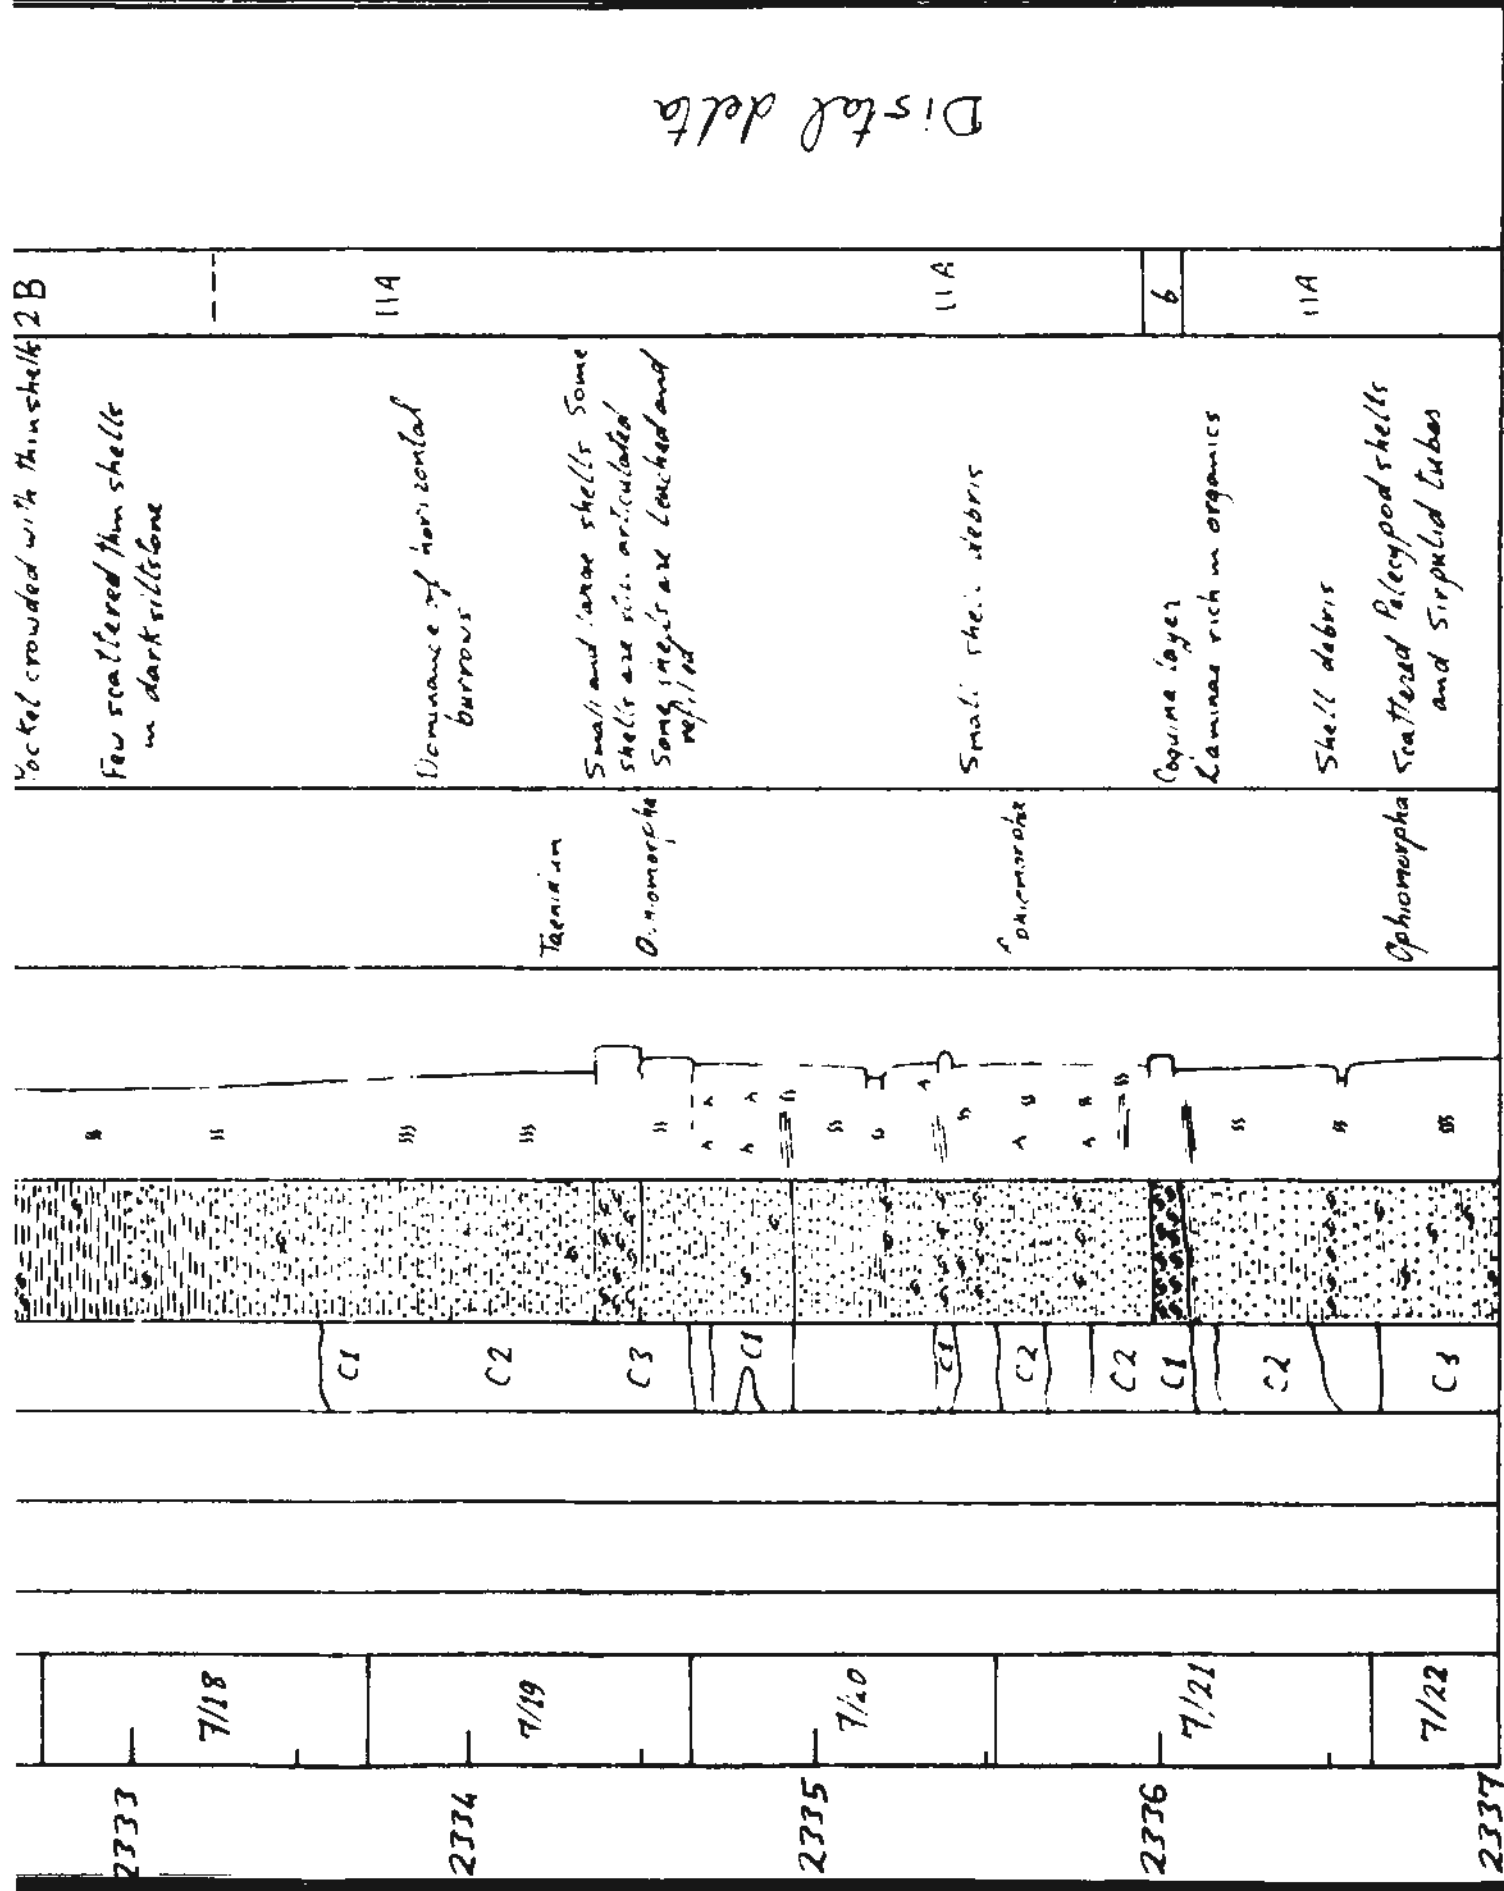 Distal delta
12B
11A
11A
6
11A
Pocket crowded with thin shells
Few scattered thin shells
in dark siltstone
Dominance of horizontal
burrows
Small and large shells Some
shells are still articulated
Some shells are leached and
refilled
Small shell debris
Coquina layer
Laminae rich in organics
Shell debris
Scattered Pelecypod shells
and Sirpulid tubes
Taenidium
Ophiomorpha
Ophiomorpha
Ophiomorpha
C1
C2
C3
C1
C1
C2
C2
C1
C2
C3
7/18
7/19
7/20
7/21
7/22
2333
2334
2335
2336
2337